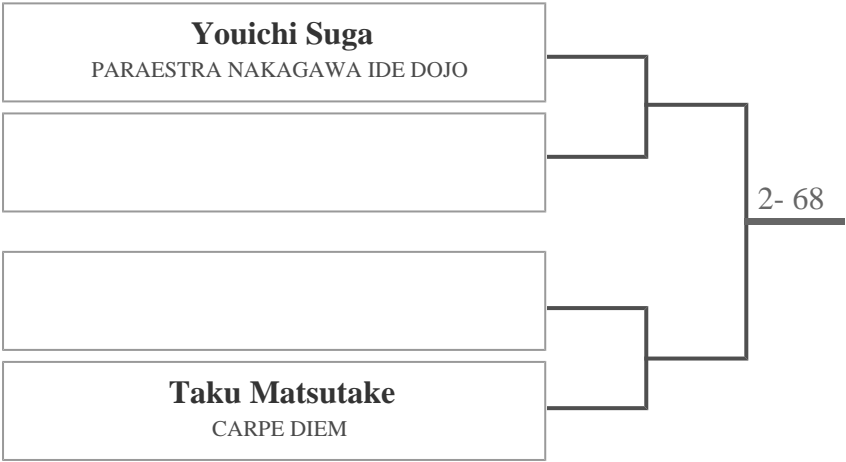 Youichi Suga
PARAESTRA NAKAGAWA IDE DOJO
2- 68
Taku Matsutake
CARPE DIEM